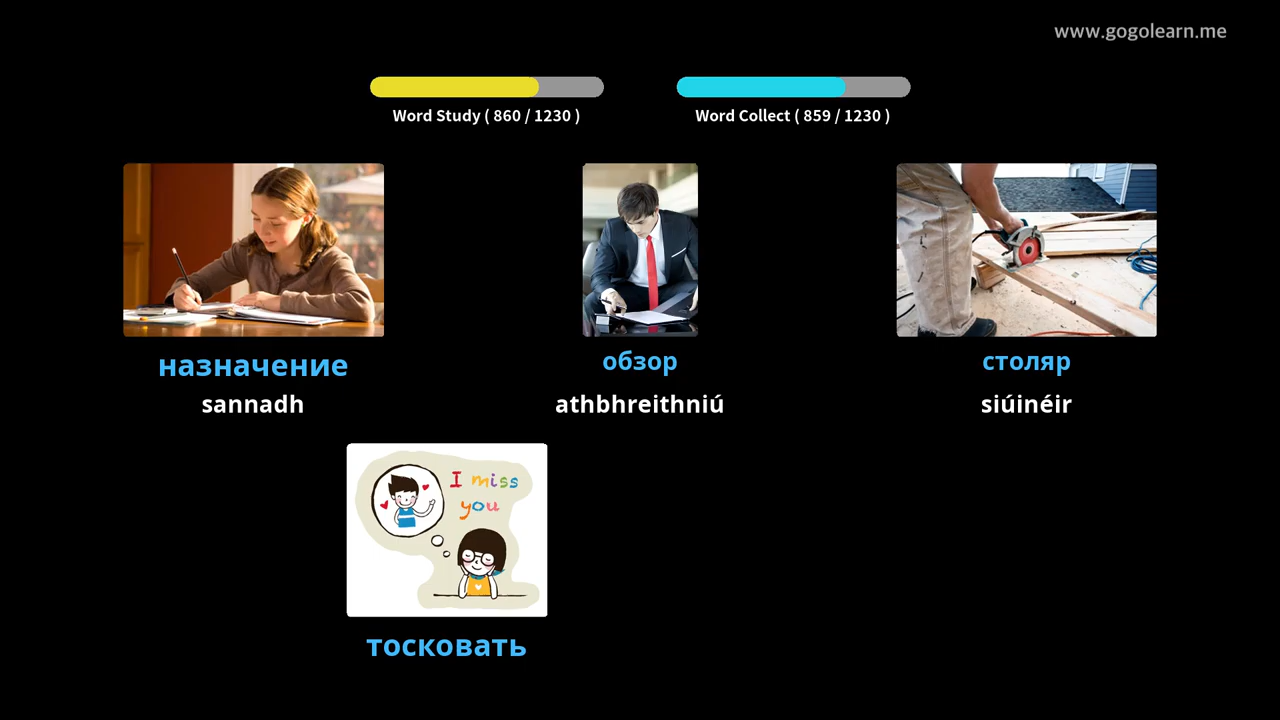 www.gogolearn.me
Word Study ( 860 / 1230 )
Word Collect ( 859 / 1230 )
назначение
sannadh
обзор
athbhreithniú
столяр
siúinéir
I miss
you
тосковать